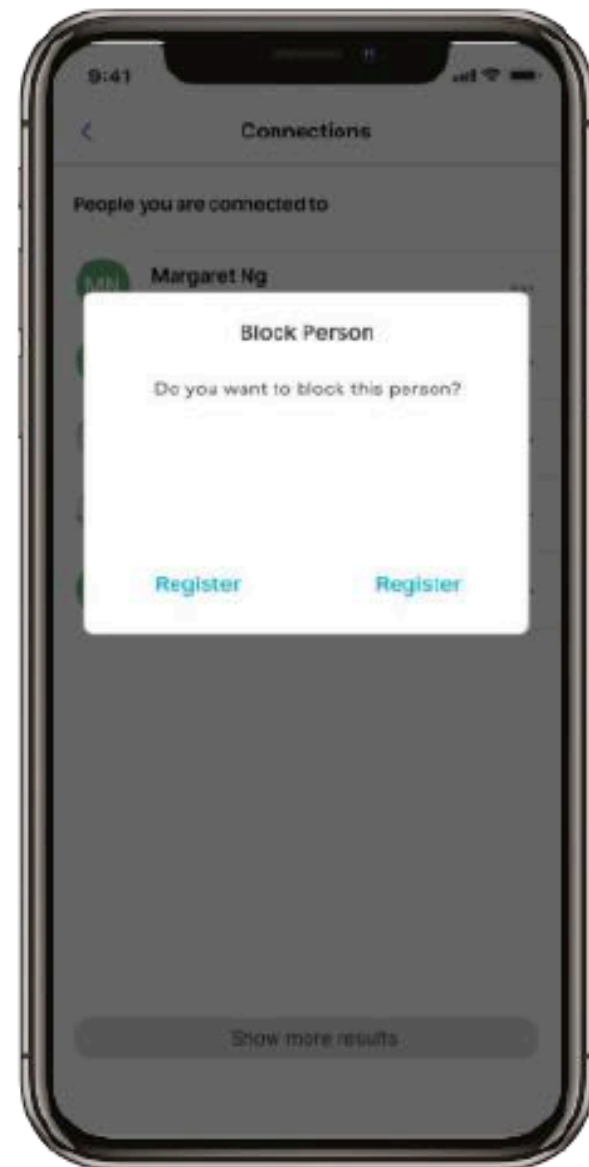 9:41
Connections
People you are connected to
Margaret Ng
MN
Block Person
Do you want to block this person?
Register Register
Show more results